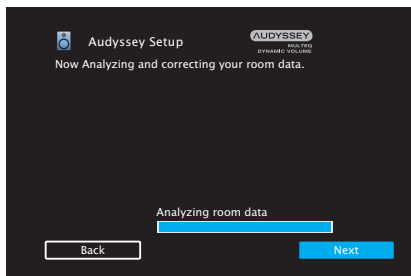 Audyssey Setup
AUDYSSEY
MULTEQ
DYNAMIC VOLUME
Now Analyzing and correcting your room data.
Analyzing room data
Back
Next